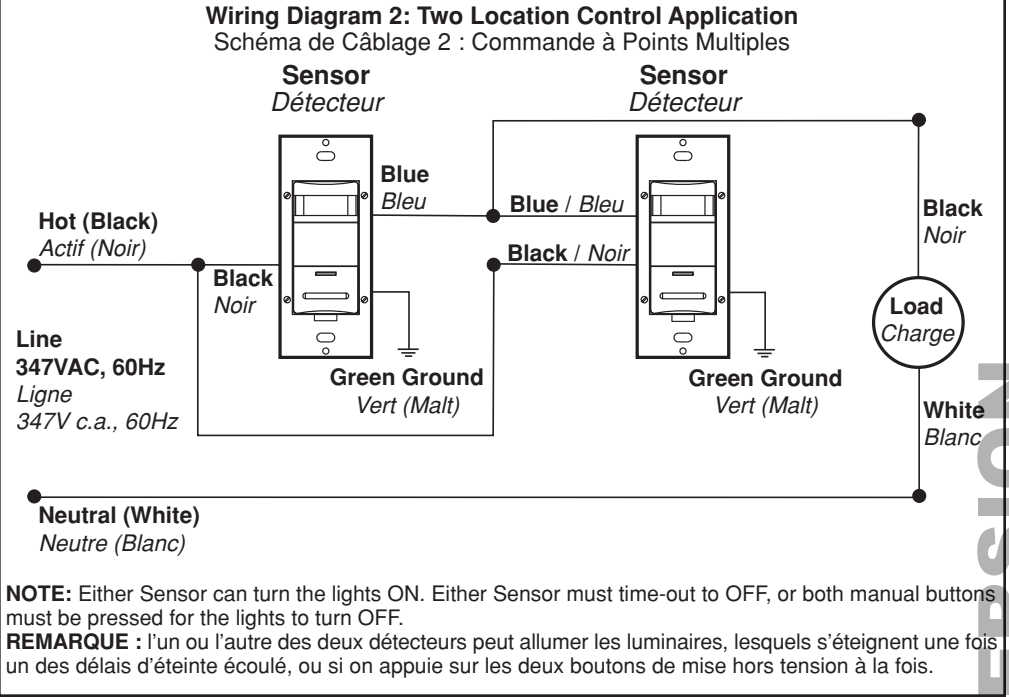 Wiring Diagram 2: Two Location Control Application
Schéma de Câblage 2 : Commande à Points Multiples
Sensor
Détecteur
Sensor
Détecteur
Blue
Bleu
Blue / Bleu
Black / Noir
Hot (Black)
Actif (Noir)
Black
Noir
Black
Noir
Load
Charge
Line
347VAC, 60Hz
Ligne
347V c.a., 60Hz
Green Ground
Vert (Malt)
Green Ground
Vert (Malt)
White
Blanc
Neutral (White)
Neutre (Blanc)
NOTE: Either Sensor can turn the lights ON. Either Sensor must time-out to OFF, or both manual buttons
must be pressed for the lights to turn OFF.
REMARQUE : l'un ou l'autre des deux détecteurs peut allumer les luminaires, lesquels s'éteignent une fois
un des délais d'éteinte écoulé, ou si on appuie sur les deux boutons de mise hors tension à la fois.